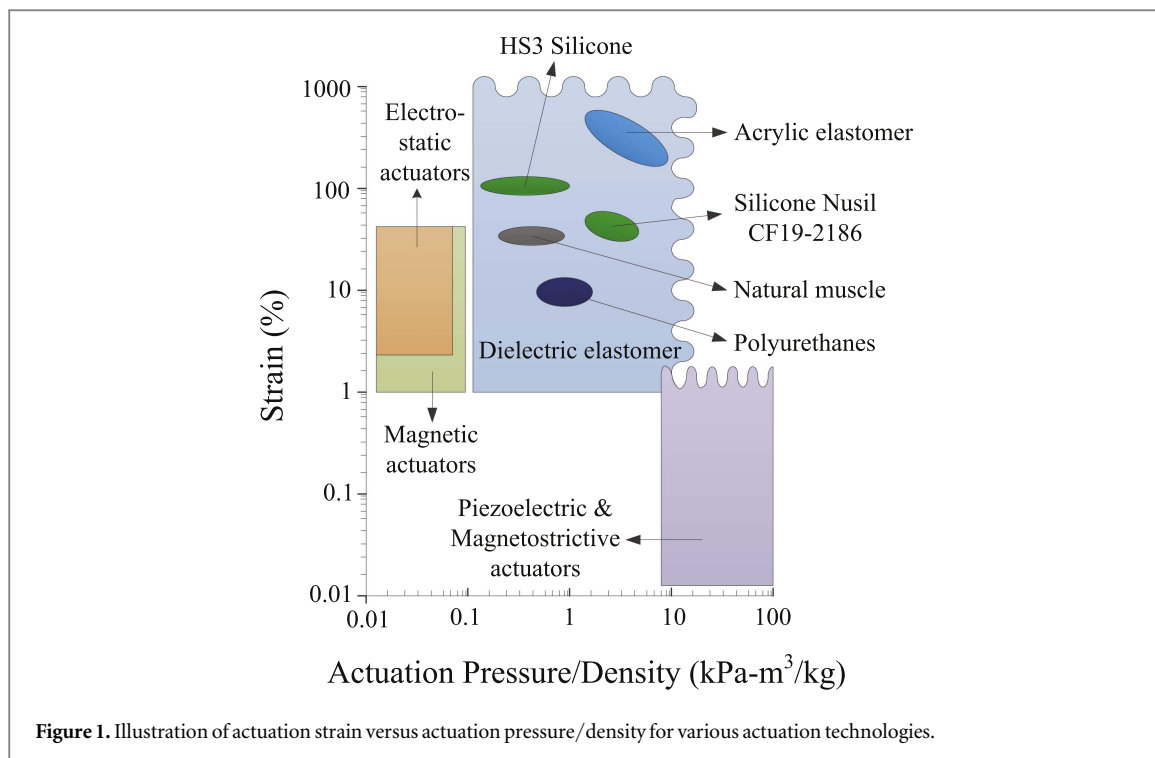 HS3 Silicone
1000
Electro-
static
actuators
Acrylic elastomer
100
Silicone Nusil
CF19-2186
10
Natural muscle
Strain (%)
Polyurethanes
Dielectric elastomer
1
Magnetic
actuators
0.1
Piezoelectric &
Magnetostrictive
actuators
0.01
0.01
0.1
1
10
100
Actuation Pressure/Density (kPa-m³/kg)
Figure 1. Illustration of actuation strain versus actuation pressure/density for various actuation technologies.